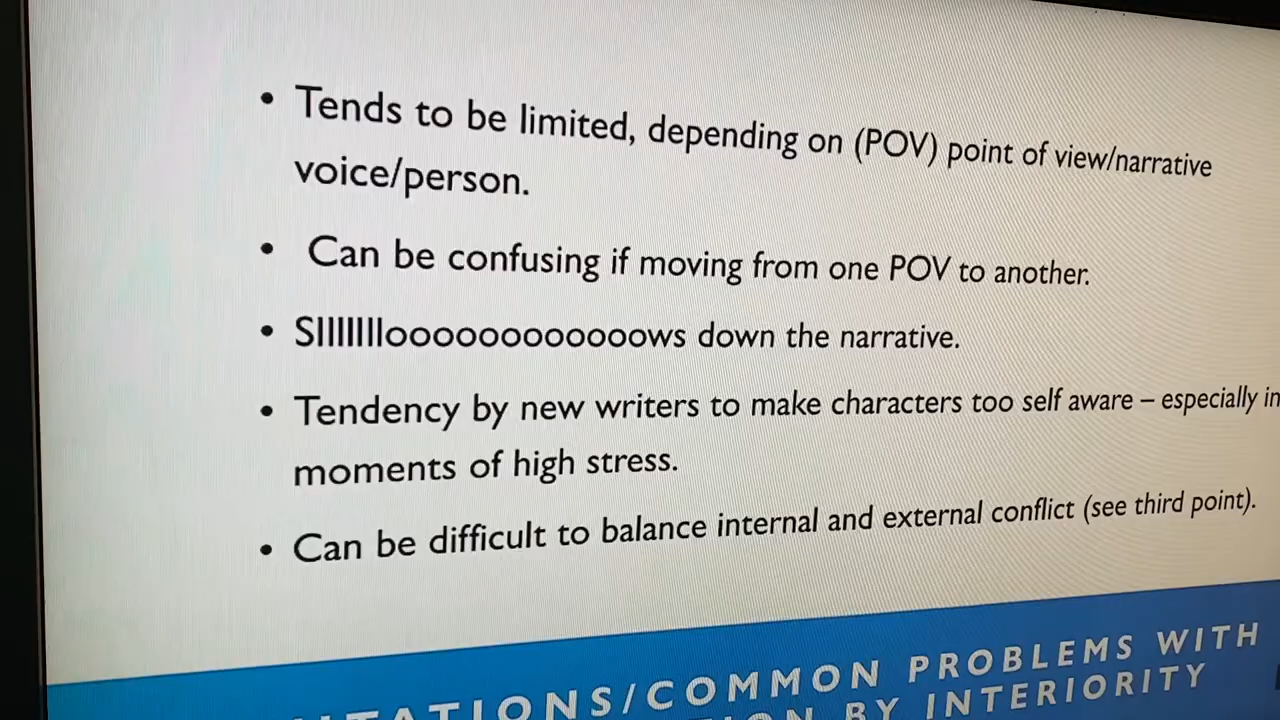 • Tends to be limited, depending on (POV) point of view/narrative
voice/person.
• Can be confusing if moving from one POV to another.
• Sllllllloooooooooooows down the narrative.
• Tendency by new writers to make characters too self aware – especially in
moments of high stress.
• Can be difficult to balance internal and external conflict (see third point).
/COMMON PROBLEMS WITH
BY INTERIORITY